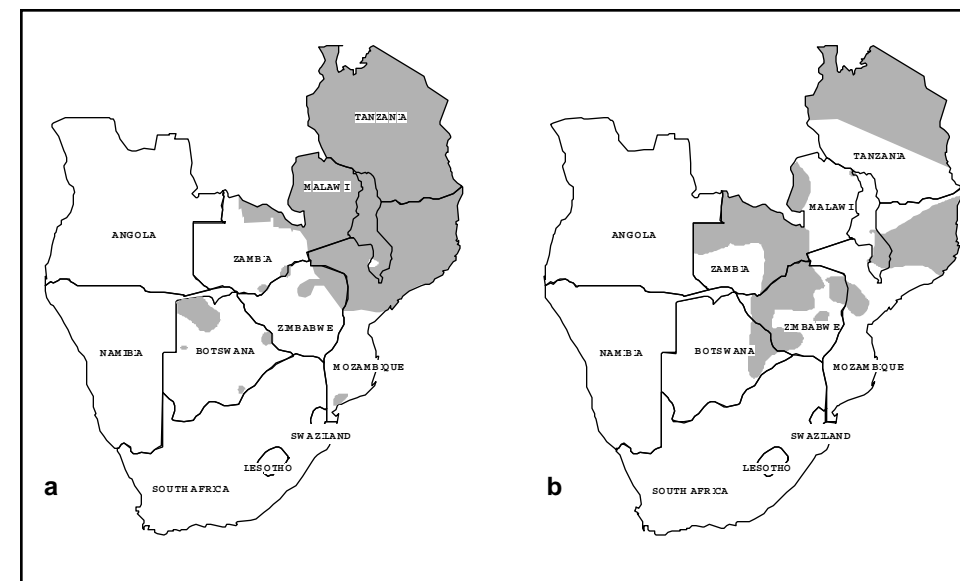 TANZANIA
MALAWI
ANGOLA
ZAMBIA
ZIMBABWE
NAMIBIA
BOTSWANA
MOZAMBIQUE
SWAZILAND
LESOTHO
SOUTH AFRICA
a
TANZANIA
MALAWI
ANGOLA
ZAMBIA
ZIMBABWE
NAMIBIA
BOTSWANA
MOZAMBIQUE
SWAZILAND
LESOTHO
SOUTH AFRICA
b